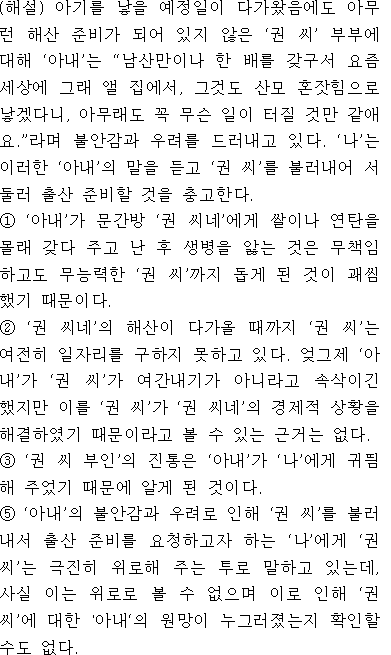 (해설) 아기를 낳을 예정일이 다가왔음에도 아무
런 해산 준비가 되어 있지 않은 ‘권 씨’ 부부에
대해 ‘아내’는 “남산만이나 한 배를 갖구서 요즘
세상에 그래 앨 집에서, 그것도 산모 혼잣힘으로
낳겠다니, 아무래도 꼭 무슨 일이 터질 것만 같애
요.”라며 불안감과 우려를 드러내고 있다. ‘나’는
이러한 ‘아내’의 말을 듣고 ‘권 씨’를 불러내어 서
둘러 출산 준비할 것을 충고한다.
① ‘아내’가 문간방 ‘권 씨네’에게 쌀이나 연탄을
몰래 갖다 주고 난 후 생병을 앓는 것은 무책임
하고도 무능력한 ‘권 씨’까지 돕게 된 것이 괘씸
했기 때문이다.
② ‘권 씨네’의 해산이 다가올 때까지 ‘권 씨’는
여전히 일자리를 구하지 못하고 있다. 엊그제 ‘아
내’가 ‘권 씨’가 여간내기가 아니라고 속삭이긴
했지만 이를 ‘권 씨’가 ‘권 씨네’의 경제적 상황을
해결하였기 때문이라고 볼 수 있는 근거는 없다.
③ ‘권 씨 부인’의 진통은 ‘아내’가 ‘나’에게 귀띔
해 주었기 때문에 알게 된 것이다.
⑤ ‘아내’의 불안감과 우려로 인해 ‘권 씨’를 불러
내서 출산 준비를 요청하고자 하는 ‘나’에게 ‘권
씨’는 극진히 위로해 주는 투로 말하고 있는데,
사실 이는 위로로 볼 수 없으며 이로 인해 ‘권
씨’에 대한 '아내‘의 원망이 누그러졌는지 확인할
수도 없다.